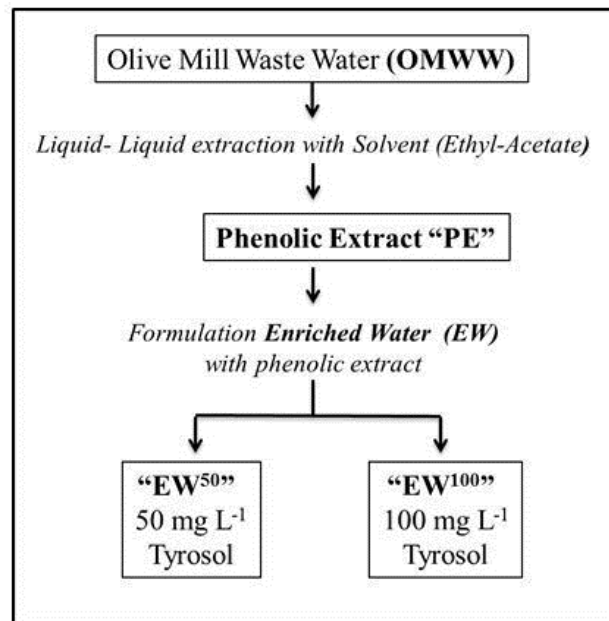 Olive Mill Waste Water (OMWW)
Liquid- Liquid extraction with Solvent (Ethyl-Acetate)
Phenolic Extract “PE”
Formulation Enriched Water (EW)
with phenolic extract
“EW⁵⁰”
50 mg L⁻¹
Tyrosol
“EW¹⁰⁰”
100 mg L⁻¹
Tyrosol